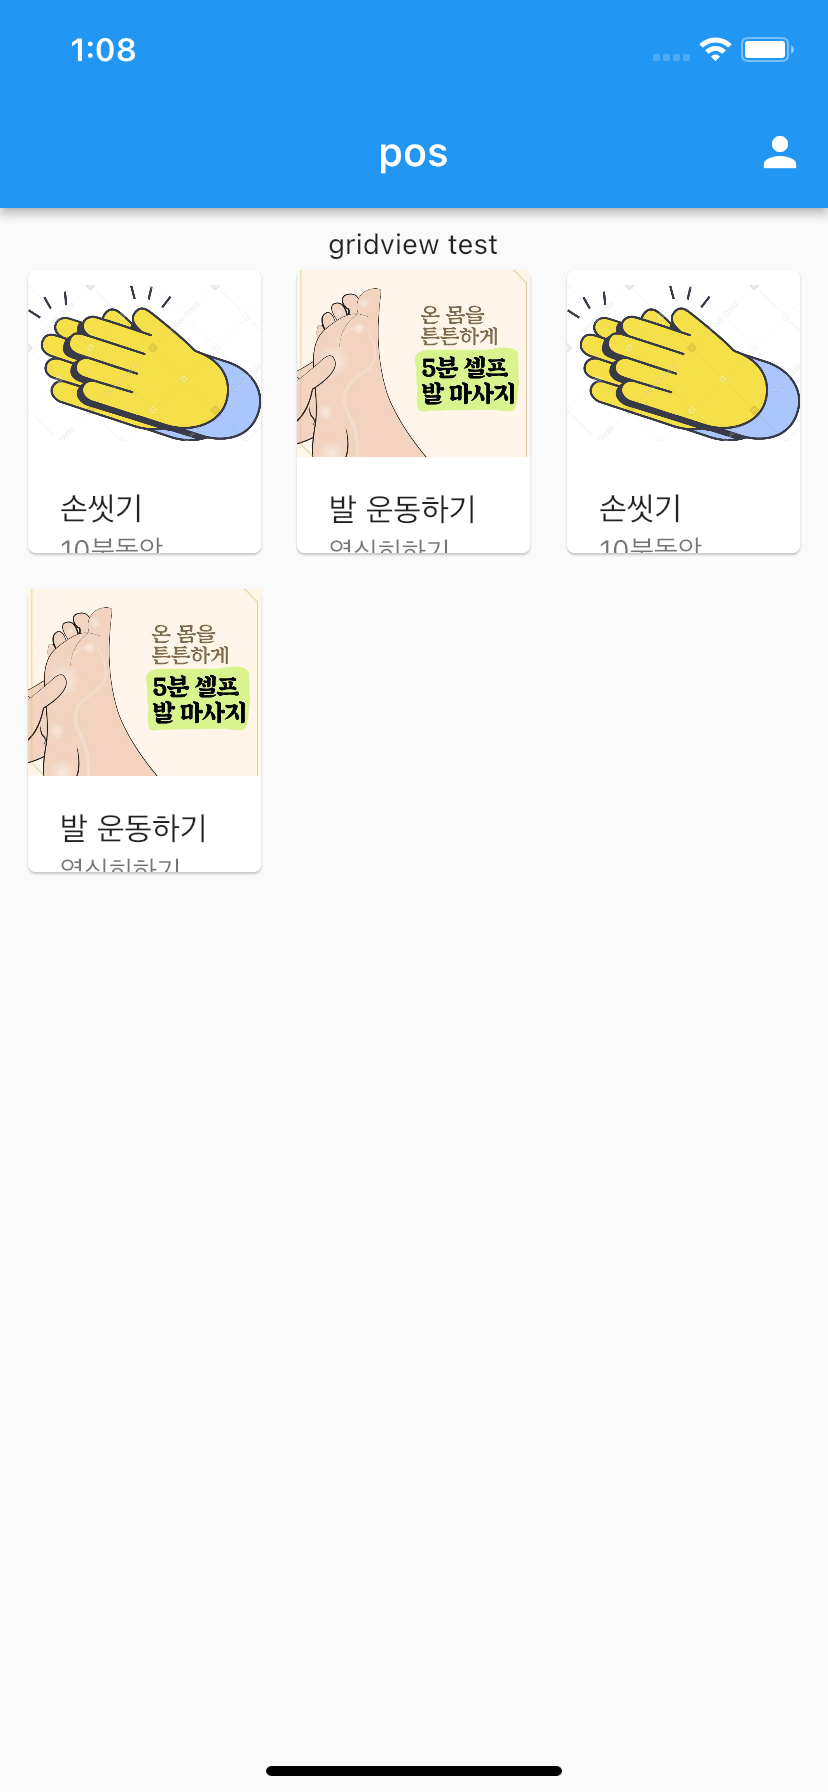 1:08
pos
gridview test
온 몸을
튼튼하게
5분 셀프
발 마사지
손씻기
10분동안
발 운동하기
열심히하기
손씻기
10분동안
온 몸을
튼튼하게
5분 셀프
발 마사지
발 운동하기
열심히하기